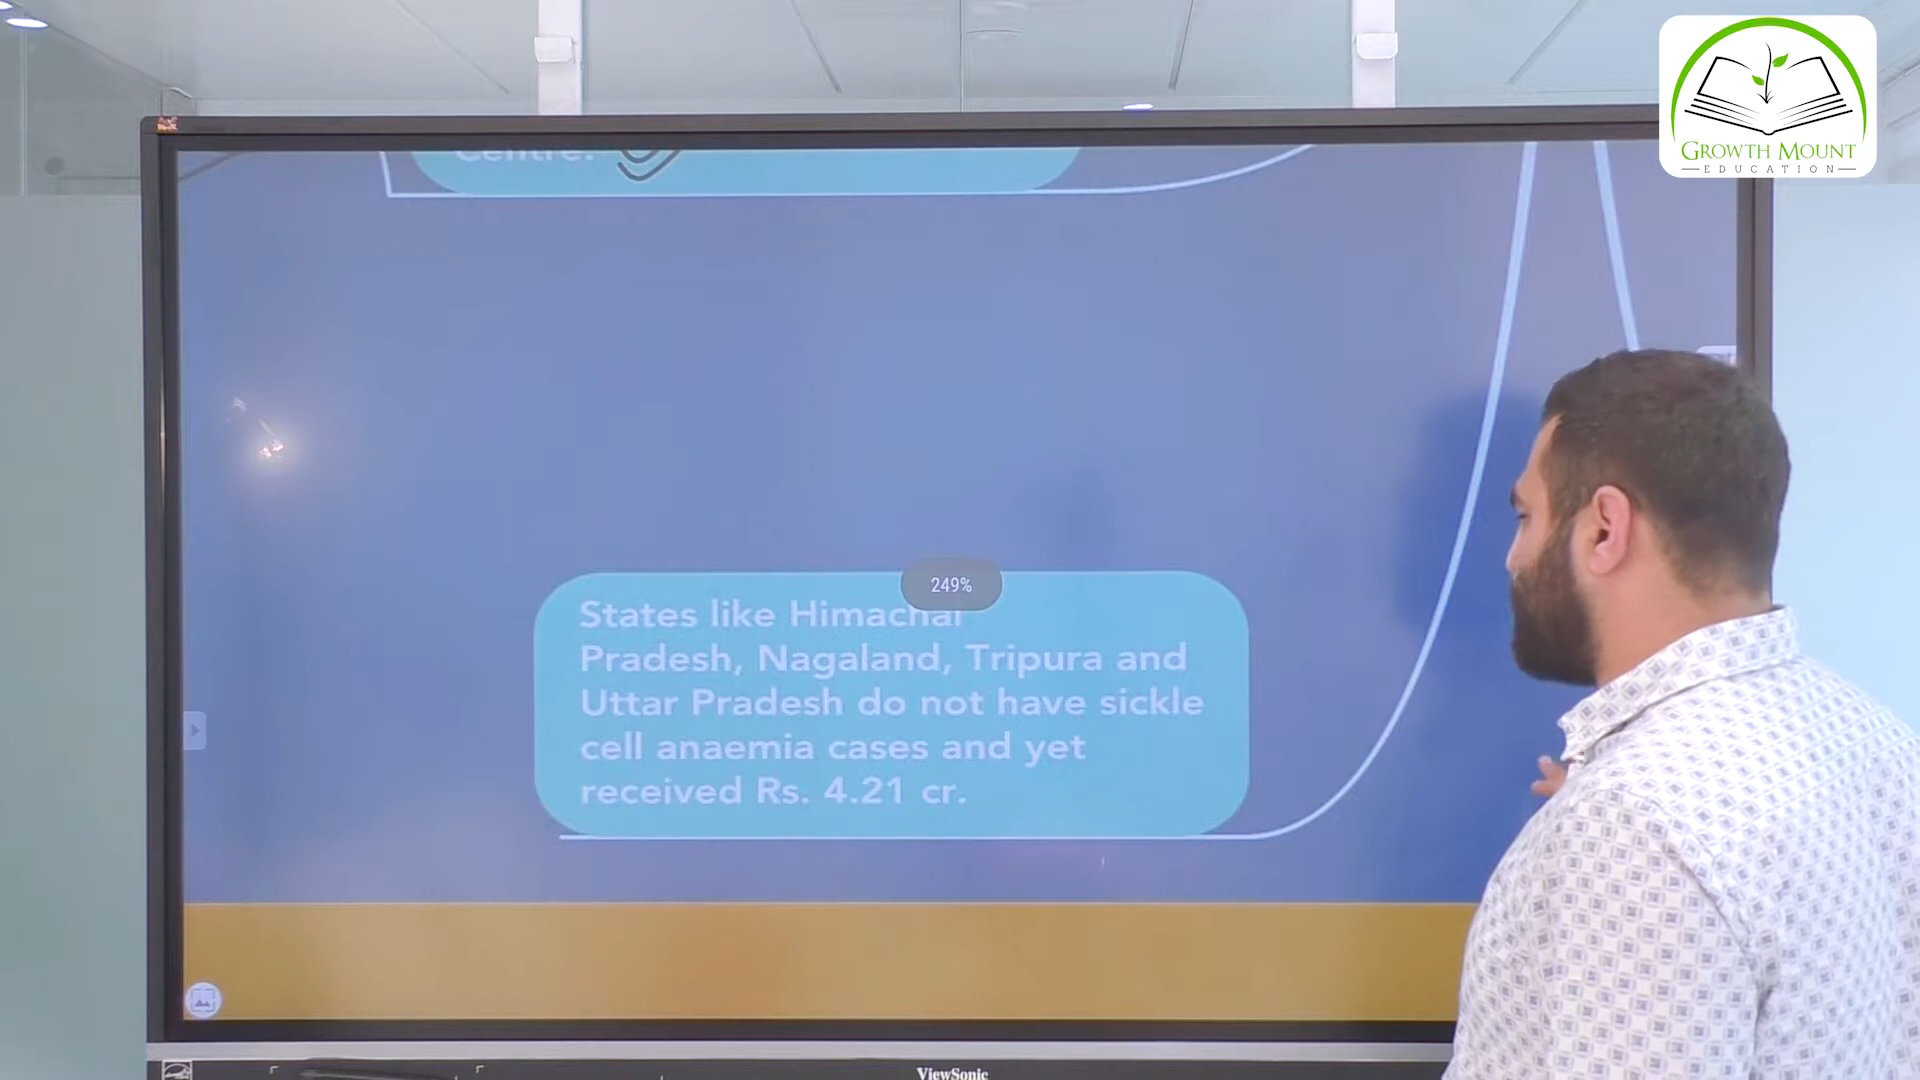 GROWTH MOUNT
EDUCATION
Centre.
249%
States like Himachal
Pradesh, Nagaland, Tripura and
Uttar Pradesh do not have sickle
cell anaemia cases and yet
received Rs. 4.21 cr.
ViewSonic